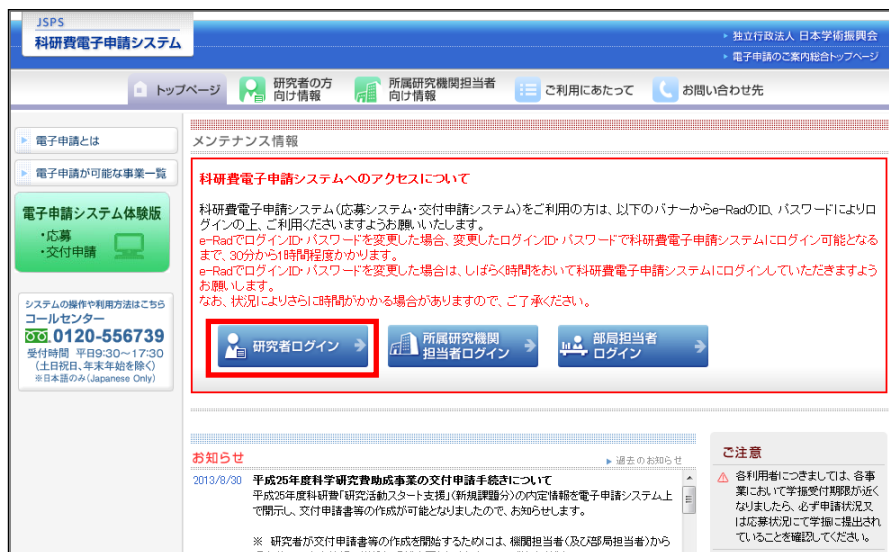 JSPS
科研費電子申請システム
独立行政法人 日本学術振興会
電子申請のご案内総合トップページ
トップページ
研究者の方
向け情報
所属研究機関担当者
向け情報
ご利用にあたって
お問い合わせ先
電子申請とは
電子申請が可能な事業一覧
電子申請システム体験版
・応募
・交付申請
システムの操作や利用方法はこちら
コールセンター
0120-556739
受付時間 平日9:30～17:30
(土日祝日、年末年始を除く)
※日本語のみ(Japanese Only)
メンテナンス情報
科研費電子申請システムへのアクセスについて
科研費電子申請システム(応募システム・交付申請システム)をご利用の方は、以下のバナーからe-RadのID、パスワードによりロ
グインの上、ご利用くださいますようお願いいたします。
e-RadでログインID・パスワードを変更した場合、変更したログインID・パスワードで科研費電子申請システムにログイン可能となる
まで、30分から1時間程度かかります。
e-RadでログインID・パスワードを変更した場合は、しばらく時間をおいて科研費電子申請システムにログインしていただきますよう
お願いします。
なお、状況によりさらに時間がかかる場合がありますので、ご了承ください。
研究者ログイン
所属研究機関
担当者ログイン
部局担当者
ログイン
お知らせ
過去のお知らせ
2013/8/30 平成25年度科学研究費助成事業の交付申請手続きについて
平成25年度科研費「研究活動スタート支援」(新規課題分)の内定情報を電子申請システム上
で開示し、交付申請書等の作成が可能となりましたので、お知らせします。
※ 研究者が交付申請書等の作成を開始するためには、機関担当者(及び部局担当者)から
ご注意
各利用者につきましては、各事
業において学振受付期限が近く
なりましたら、必ず申請状況又
は応募状況にて学振に提出され
ていることを確認してください。